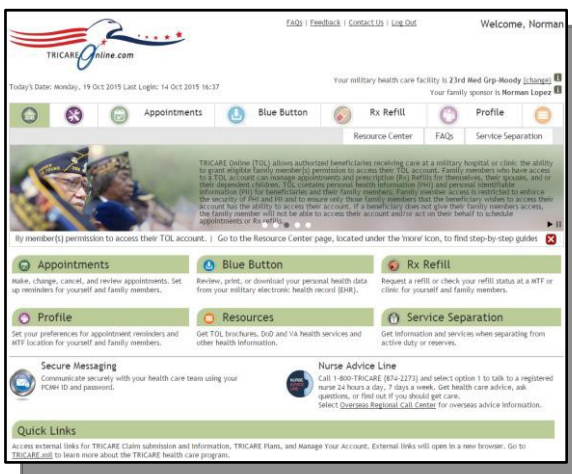 FAQs | Feedback | Contact Us | Log Out
Welcome, Norman
TRICARE Online.com
Your military health care facility is 23rd Med Grp-Moody [change]
Today's Date: Monday, 19 Oct 2015 Last Login: 14 Oct 2015 16:37
Your family sponsor is Norman Lopez
Appointments Blue Button Rx Refill Profile
Resource Center FAQs Service Separation
TRICARE Online (TOL) allows authorized beneficiaries receiving care at a military hospital or clinic the ability
to grant eligible family member(s) permission to access their TOL account. Family members who have access
to a TOL account can manage appointments and prescription (Rx) Refills for themselves, their spouses, and or
their dependent children. TOL contains personal health information (PHI) and personal identifiable
information (PII) for beneficiaries and their family members. Family member access is restricted to enforce
the security of PHI and PII and to ensure only those family members that the beneficiary wishes to access their
account has the ability to access their account. If a beneficiary does not give their family members access,
the family member will not be able to access their account and/or act on their behalf to schedule
appointments or Rx refills.
ily member(s) permission to access their TOL account. | Go to the Resource Center page, located under the 'more' icon, to find step-by-step guides
Appointments
Make, change, cancel, and review appointments. Set
up reminders for yourself and family members.
Blue Button
Review, print, or download your personal health data
from your military electronic health record (EHR).
Rx Refill
Request a refill or check your refill status at a MTF or
clinic for yourself and family members.
Profile
Set your preferences for appointment reminders and
MTF location for yourself and family members.
Resources
Get TOL brochures, DoD and VA health services and
other health information.
Service Separation
Get information and services when separating from
active duty or reserves.
Secure Messaging
Communicate securely with your health care team using your
PCMH ID and password.
Nurse Advice Line
Call 1-800-TRICARE (874-2273) and select option 1 to talk to a registered
nurse 24 hours a day, 7 days a week. Get health care advice, ask
questions, or find out if you should get care.
Select Overseas Regional Call Center for overseas advice information.
Quick Links
Access external links for TRICARE Claim submission and Information, TRICARE Plans, and Manage Your Account. External links will open in a new browser. Go to
TRICARE.mil to learn more about the TRICARE health care program.